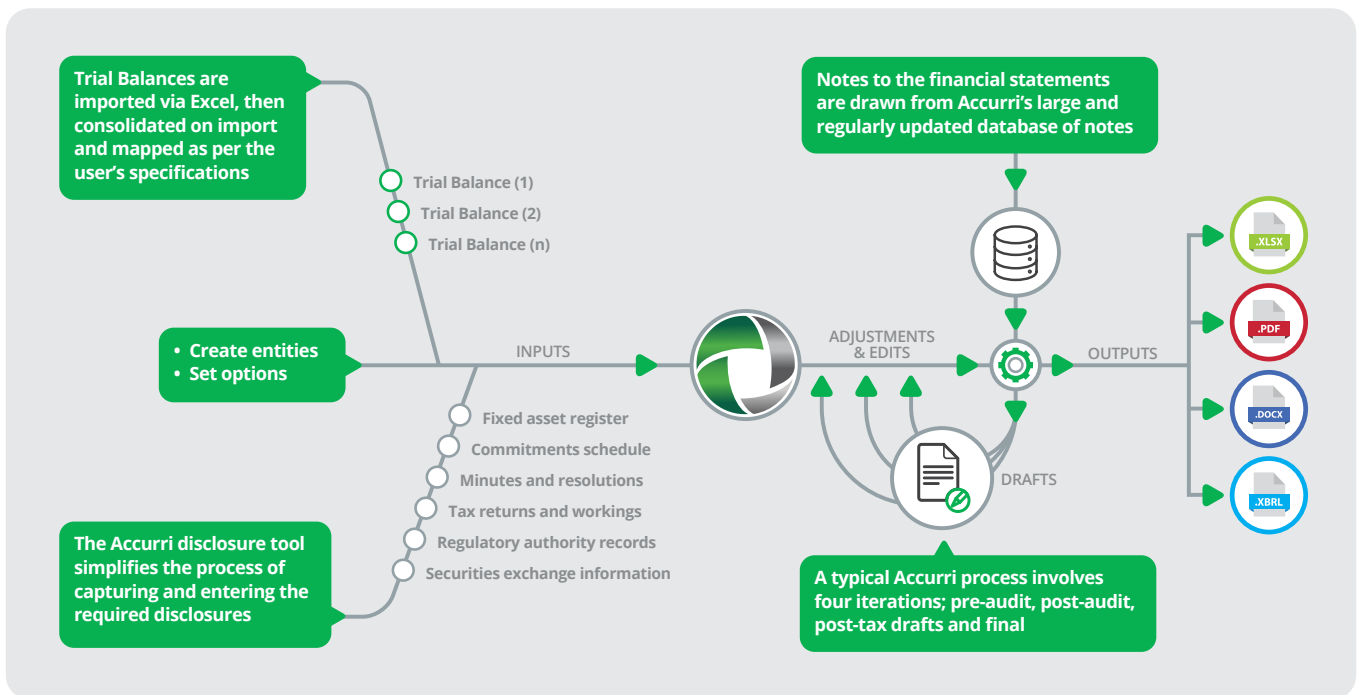 Trial Balances are
imported via Excel, then
consolidated on import
and mapped as per the
user's specifications
Trial Balance (1)
Trial Balance (2)
Trial Balance (n)
• Create entities
• Set options
INPUTS
Fixed asset register
Commitments schedule
Minutes and resolutions
Tax returns and workings
Regulatory authority records
Securities exchange information
The Accurri disclosure tool
simplifies the process of
capturing and entering the
required disclosures
Notes to the financial statements
are drawn from Accurri's large and
regularly updated database of notes
ADJUSTMENTS
& EDITS
DRAFTS
A typical Accurri process involves
four iterations; pre-audit, post-audit,
post-tax drafts and final
OUTPUTS
.XLSX
.PDF
.DOCX
.XBRL